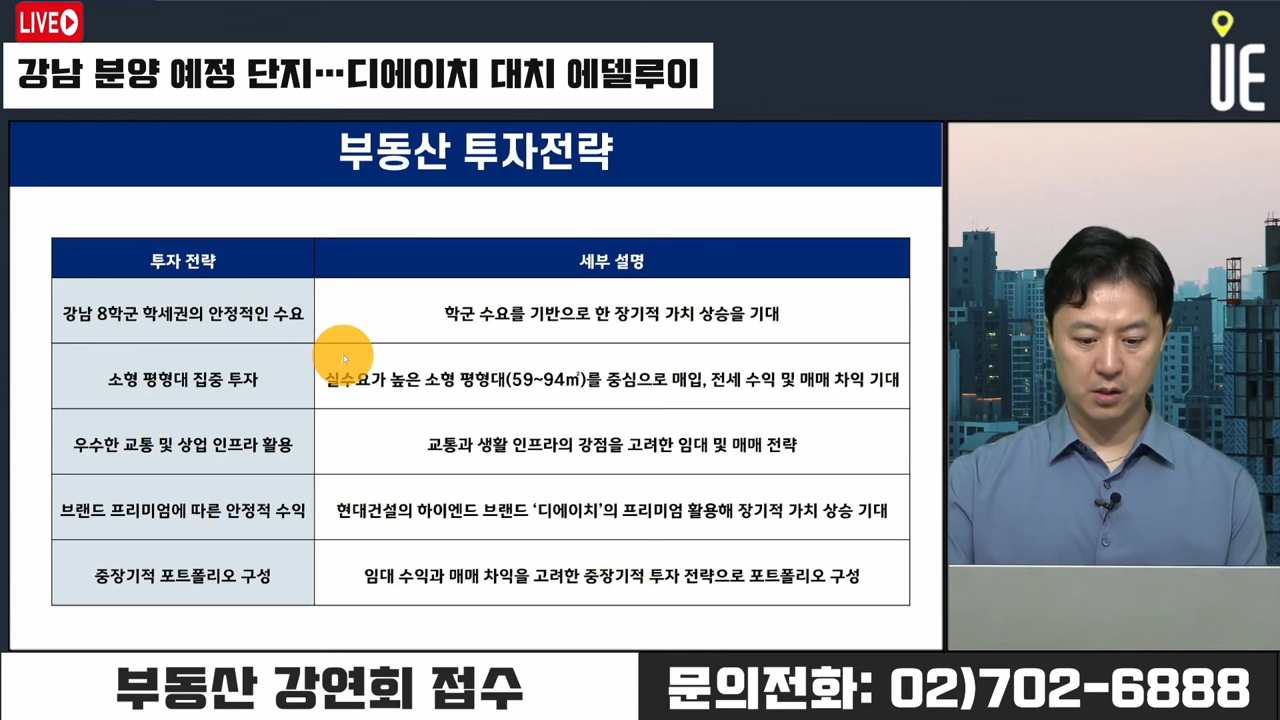 LIVE
UE
강남 분양 예정 단지…디에이치 대치 에델루이
부동산 투자전략
투자 전략
세부 설명
강남 8학군 학세권의 안정적인 수요
학군 수요를 기반으로 한 장기적 가치 상승을 기대
소형 평형대 집중 투자
실수요가 높은 소형 평형대(59~94㎡)를 중심으로 매입, 전세 수익 및 매매 차익 기대
우수한 교통 및 상업 인프라 활용
교통과 생활 인프라의 강점을 고려한 임대 및 매매 전략
브랜드 프리미엄에 따른 안정적 수익
현대건설의 하이엔드 브랜드 ‘디에이치’의 프리미엄 활용해 장기적 가치 상승 기대
중장기적 포트폴리오 구성
임대 수익과 매매 차익을 고려한 중장기적 투자 전략으로 포트폴리오 구성
부동산 강연회 접수
문의전화: 02)702-6888